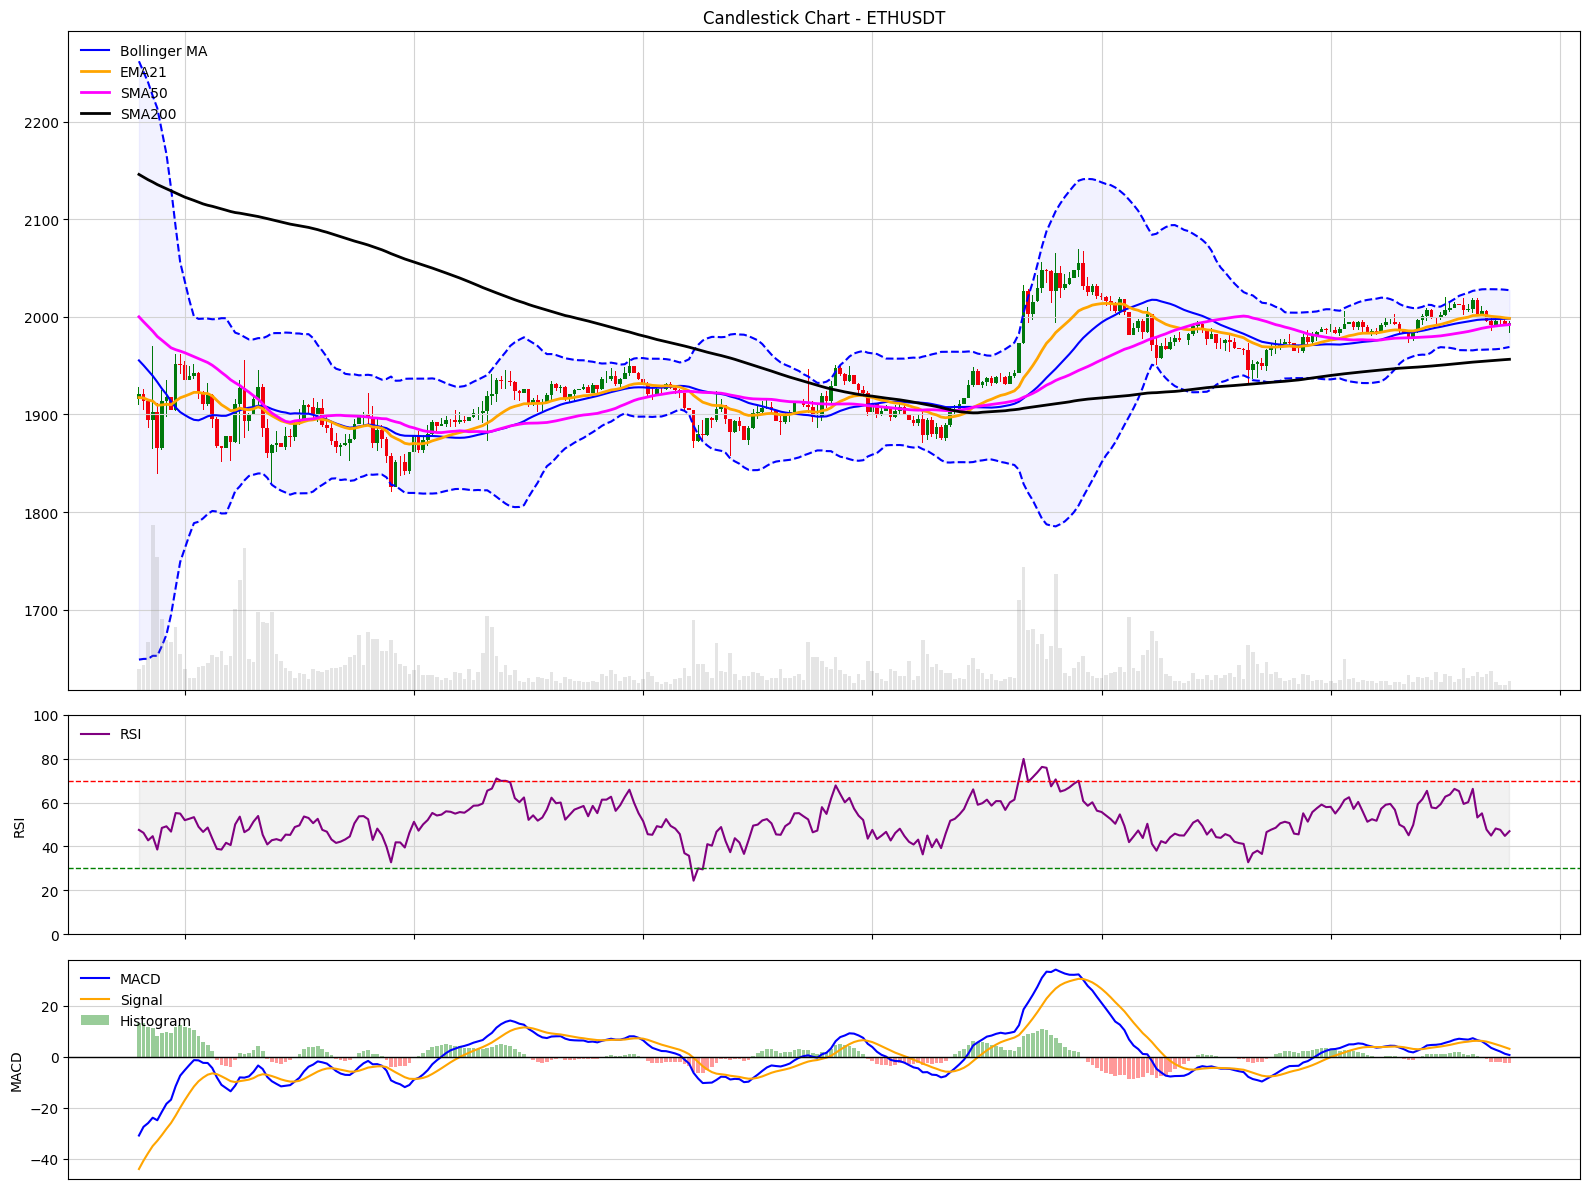 Candlestick Chart - ETHUSDT
Bollinger MA
EMA21
SMA50
SMA200
2200
2100
2000
1900
1800
1700
RSI
100
80
60
40
20
0
RSI
MACD
Signal
Histogram
20
0
−20
−40
MACD